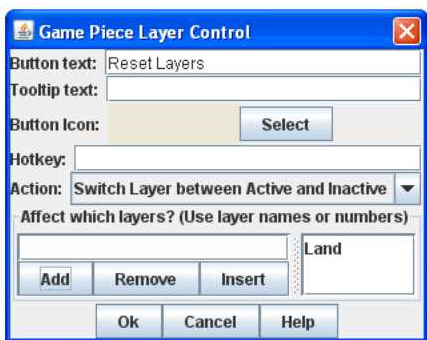 Game Piece Layer Control
Button text: Reset Layers
Tooltip text:
Button Icon: Select
Hotkey:
Action: Switch Layer between Active and Inactive
Affect which layers? (Use layer names or numbers)
Land
Add Remove Insert
Ok Cancel Help